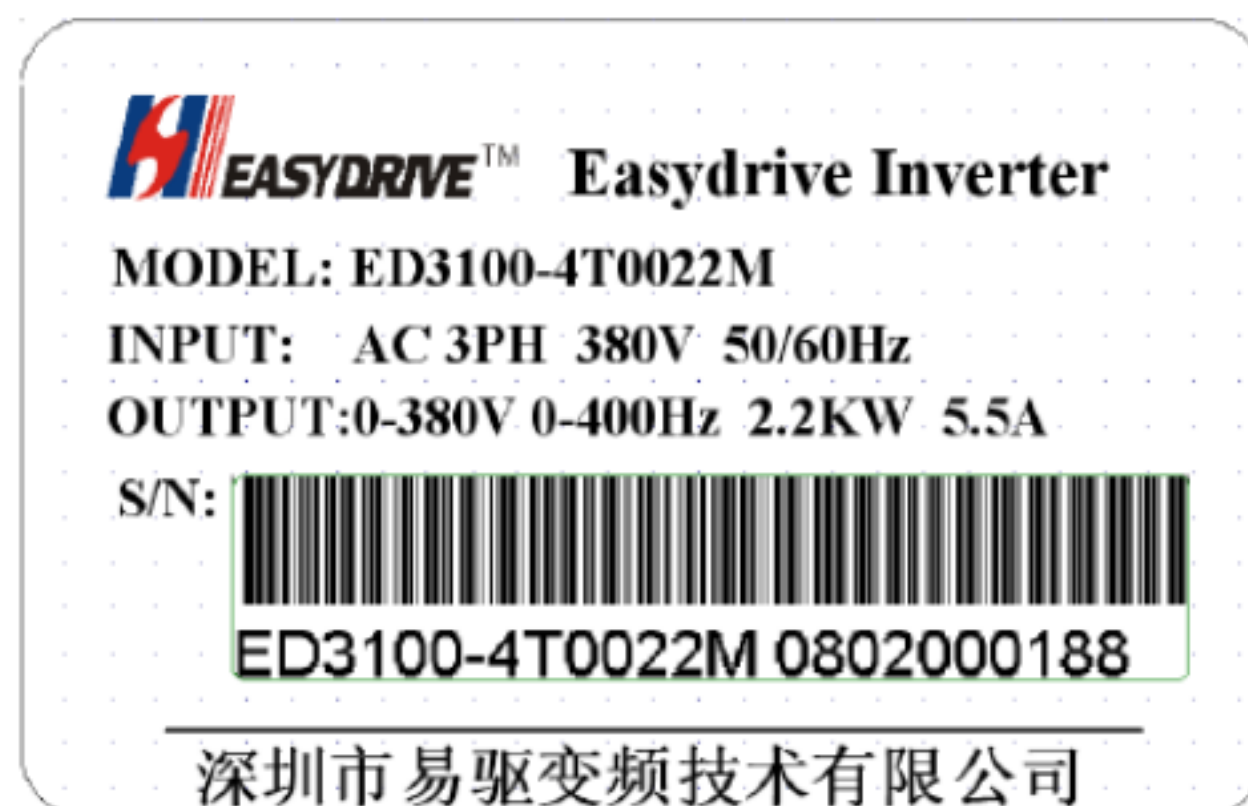 EASYDRIVE™ Easydrive Inverter
MODEL: ED3100-4T0022M
INPUT: AC 3PH 380V 50/60Hz
OUTPUT:0-380V 0-400Hz 2.2KW 5.5A
S/N:
ED3100-4T0022M 0802000188
深圳市易驱变频技术有限公司